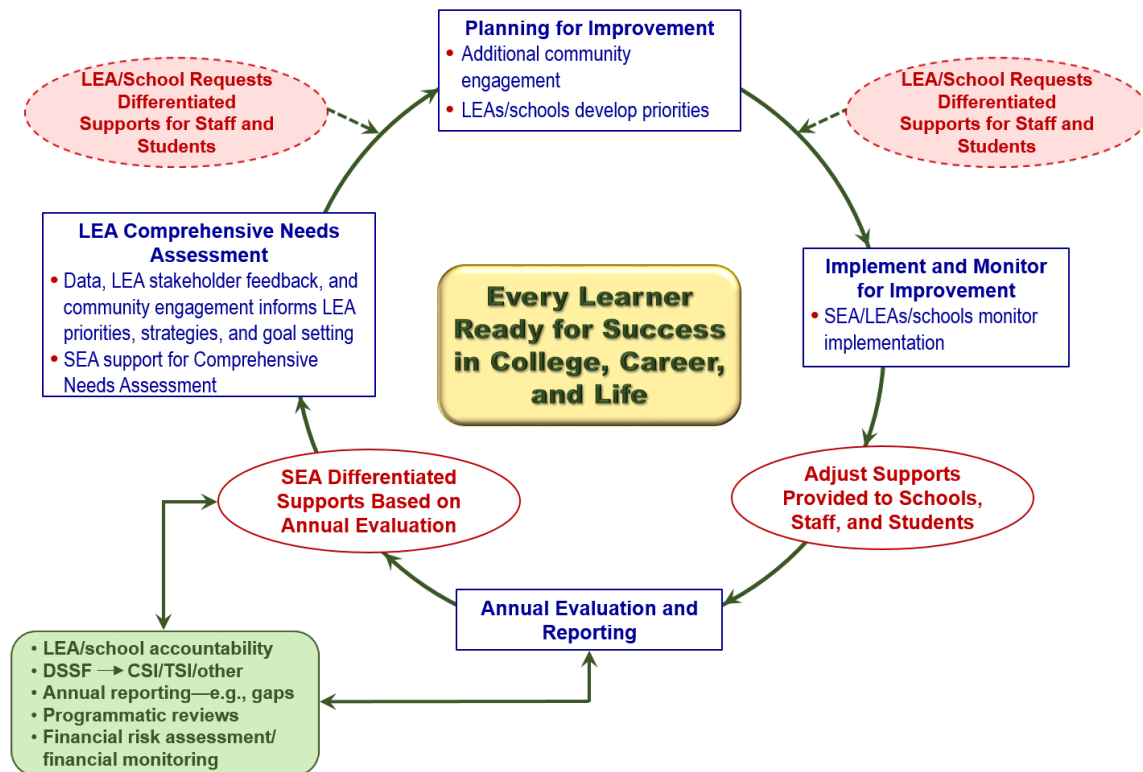 Planning for Improvement
• Additional community
engagement
• LEAs/schools develop priorities
LEA/School Requests
Differentiated
Supports for Staff and
Students
LEA/School Requests
Differentiated
Supports for Staff and
Students
LEA Comprehensive Needs
Assessment
• Data, LEA stakeholder feedback, and
community engagement informs LEA
priorities, strategies, and goal setting
• SEA support for Comprehensive
Needs Assessment
Every Learner
Ready for Success
in College, Career,
and Life
Implement and Monitor
for Improvement
• SEA/LEAs/schools monitor
implementation
SEA Differentiated
Supports Based on
Annual Evaluation
Adjust Supports
Provided to Schools,
Staff, and Students
Annual Evaluation and
Reporting
• LEA/school accountability
• DSSF → CSI/TSI/other
• Annual reporting—e.g., gaps
• Programmatic reviews
• Financial risk assessment/
financial monitoring